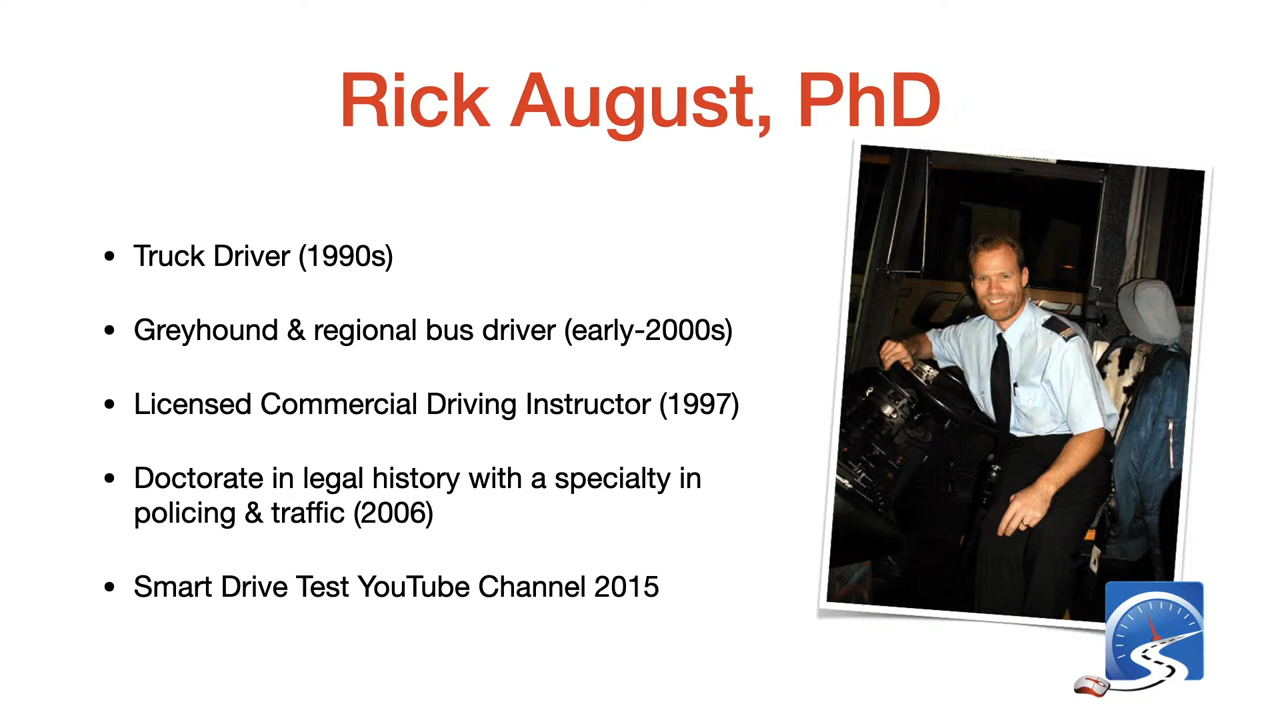 Rick August, PhD
• Truck Driver (1990s)
• Greyhound & regional bus driver (early-2000s)
• Licensed Commercial Driving Instructor (1997)
• Doctorate in legal history with a specialty in
policing & traffic (2006)
• Smart Drive Test YouTube Channel 2015